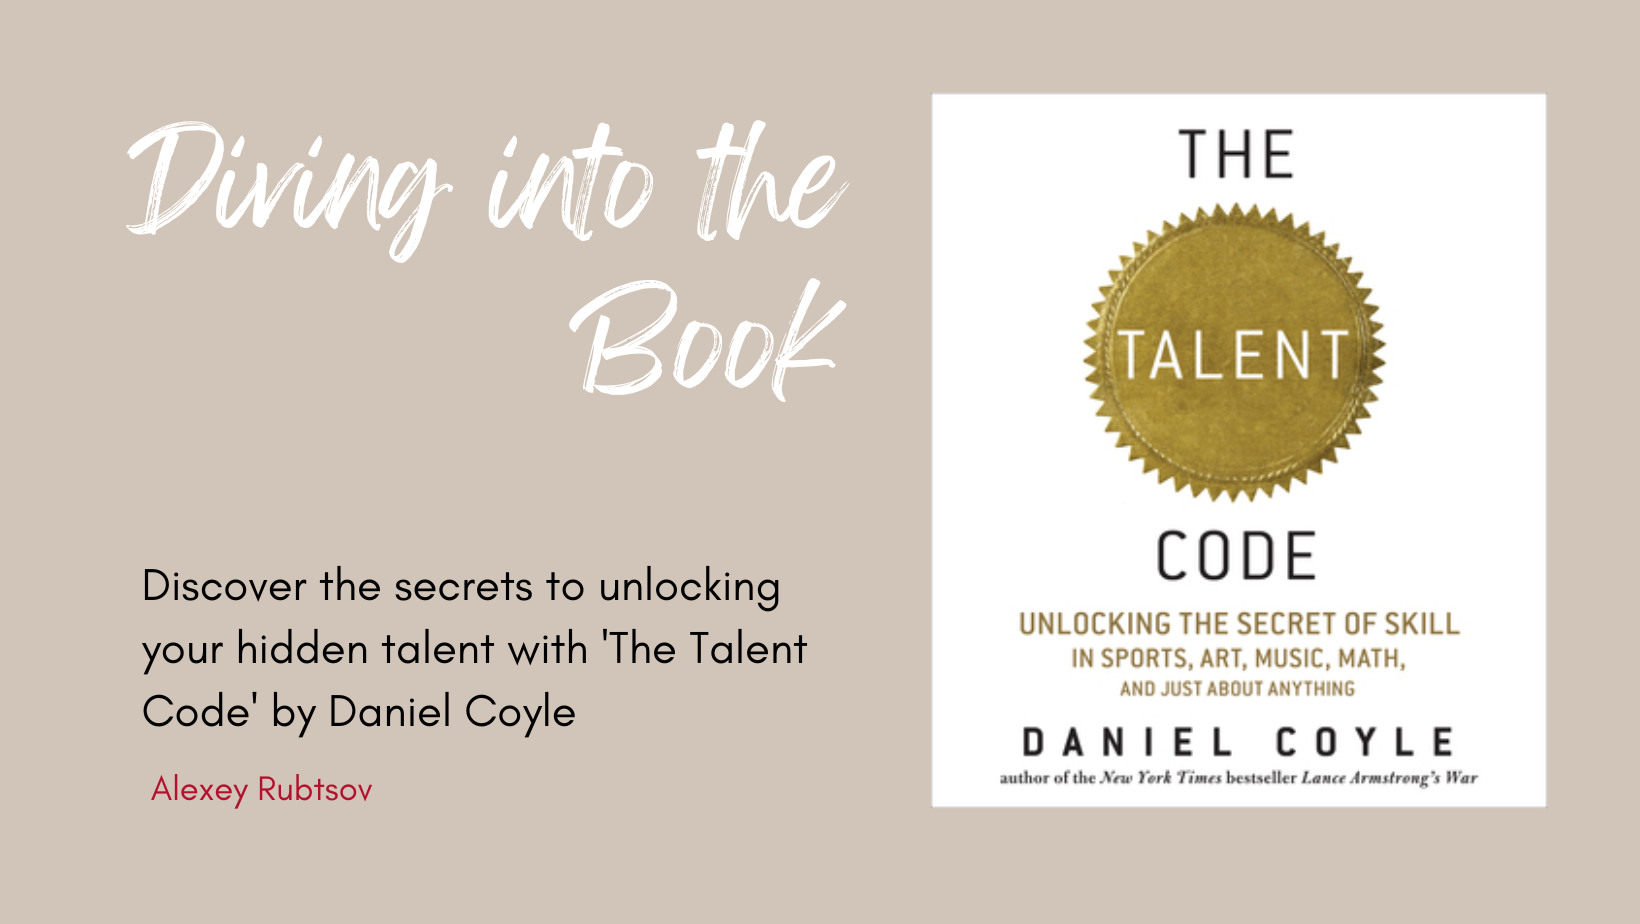 Diving into the
Book
Discover the secrets to unlocking
your hidden talent with 'The Talent
Code' by Daniel Coyle
Alexey Rubtsov
THE
TALENT
CODE
UNLOCKING THE SECRET OF SKILL
IN SPORTS, ART, MUSIC, MATH,
AND JUST ABOUT ANYTHING
DANIEL COYLE
author of the New York Times bestseller Lance Armstrong's War